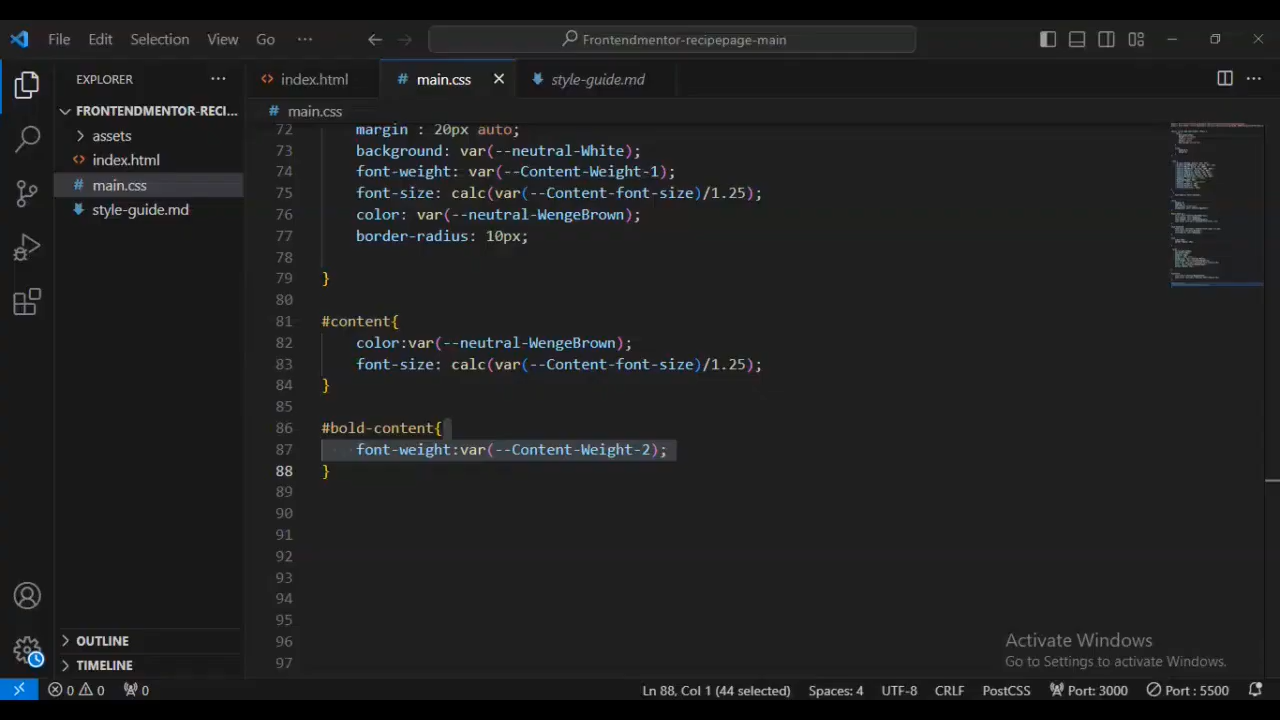 File Edit Selection View Go ··· Frontendmentor-recipepage-main
EXPLORER ··· index.html # main.css style-guide.md ···
FRONTENDMENTOR-RECI... # main.css
assets
index.html
# main.css
style-guide.md
72 margin : 20px auto;
73 background: var(--neutral-White);
74 font-weight: var(--Content-Weight-1);
75 font-size: calc(var(--Content-font-size)/1.25);
76 color: var(--neutral-WengeBrown);
77 border-radius: 10px;
78
79 }
80
81 #content{
82 color:var(--neutral-WengeBrown);
83 font-size: calc(var(--Content-font-size)/1.25);
84 }
85
86 #bold-content{
87 font-weight:var(--Content-Weight-2);
88 }
89
90
91
92
93
94
95
96
97
OUTLINE
TIMELINE
Activate Windows
Go to Settings to activate Windows.
0 0 0 Ln 88, Col 1 (44 selected) Spaces: 4 UTF-8 CRLF PostCSS Port: 3000 Port : 5500